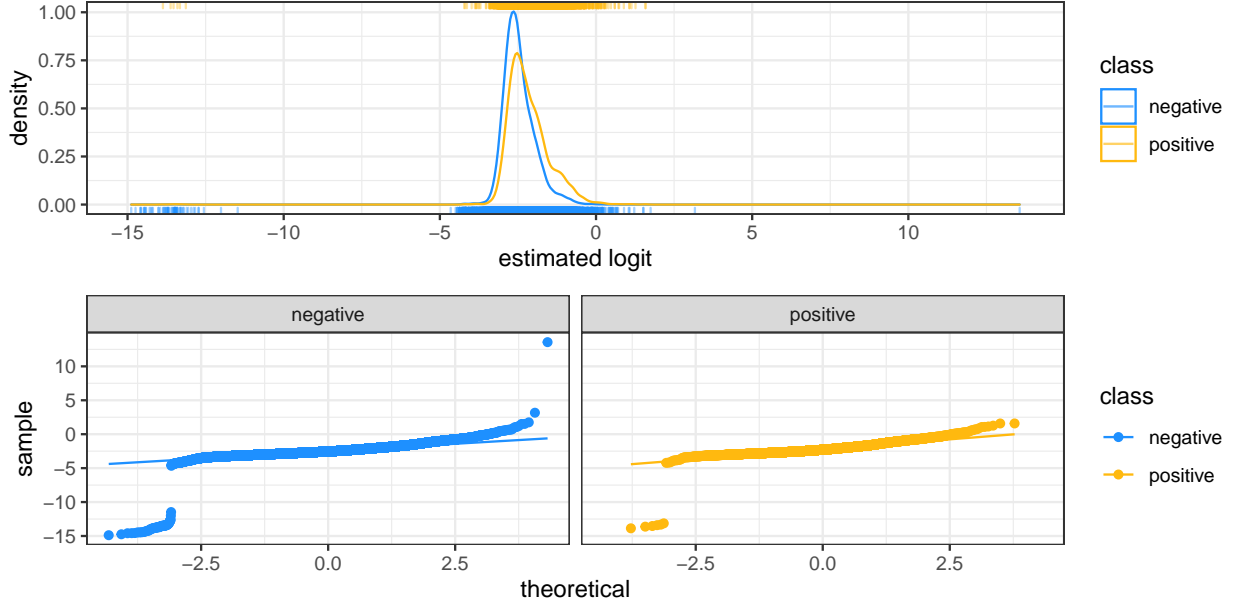 1.00
0.75
0.50
0.25
0.00
density
−15
−10
−5
0
5
10
estimated logit
class
negative
positive
negative
positive
10
5
0
−5
−10
−15
sample
−2.5
0.0
2.5
−2.5
0.0
2.5
theoretical
class
negative
positive